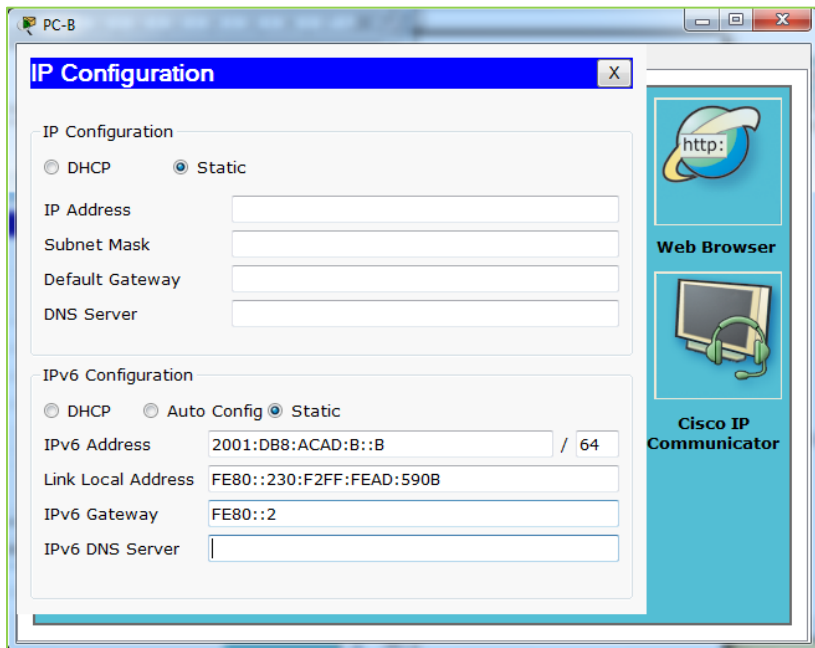 PC-B
IP Configuration X
http:
IP Configuration
DHCP Static
IP Address
Subnet Mask
Web Browser
Default Gateway
DNS Server
IPv6 Configuration
DHCP Auto Config Static
Cisco IP
Communicator
IPv6 Address 2001:DB8:ACAD:B::B / 64
Link Local Address FE80::230:F2FF:FEAD:590B
IPv6 Gateway FE80::2
IPv6 DNS Server